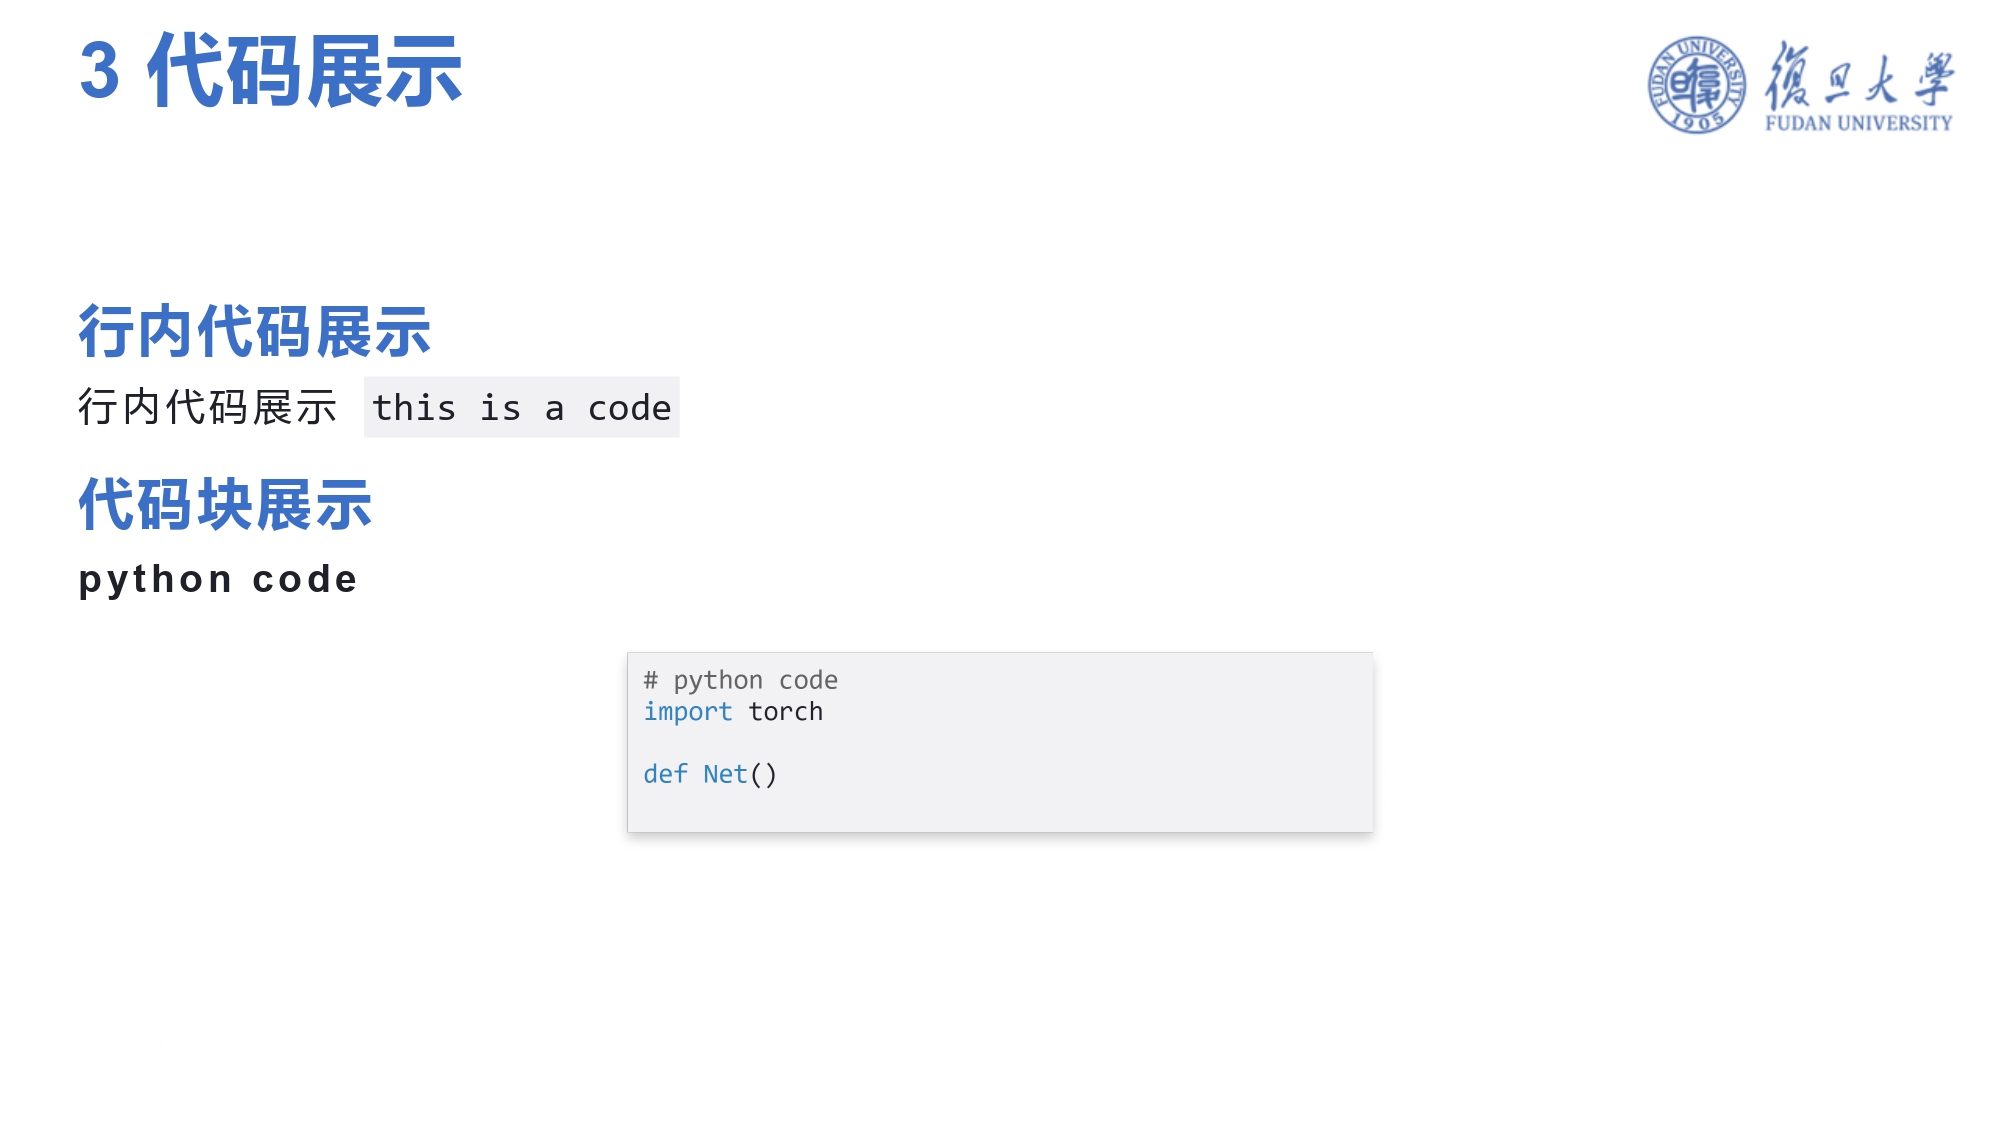 3 代码展示
FUDAN UNIVERSITY
1905
復旦大學
FUDAN UNIVERSITY
行内代码展示
行内代码展示 this is a code
代码块展示
python code
# python code
import torch
def Net()